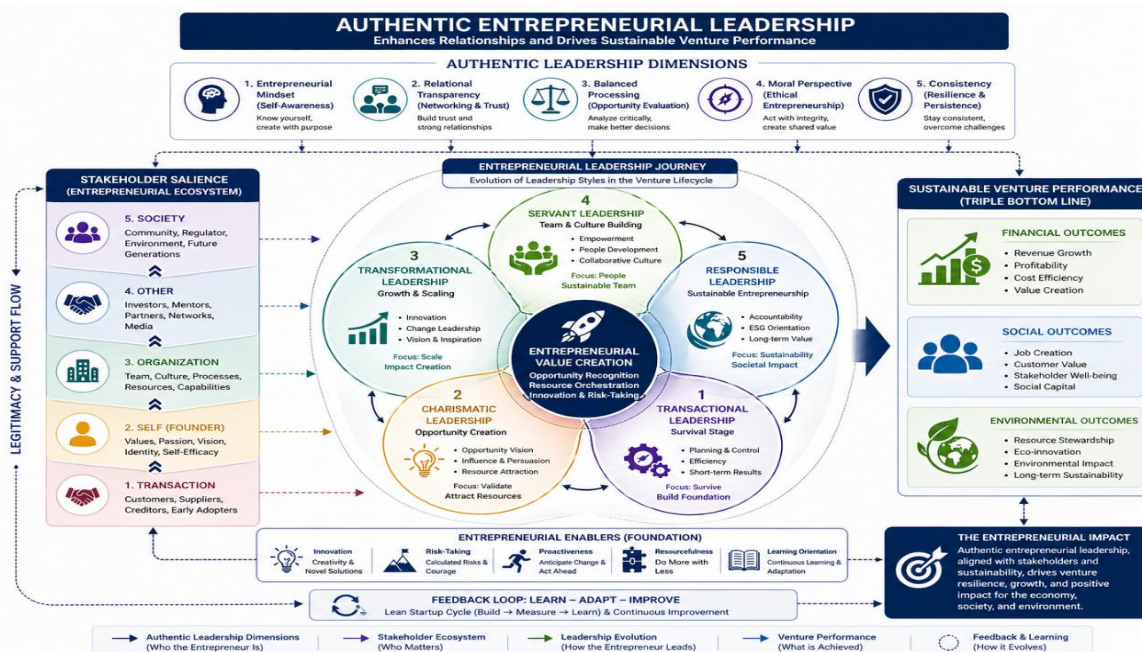 AUTHENTIC ENTREPRENEURIAL LEADERSHIP
Enhances Relationships and Drives Sustainable Venture Performance
AUTHENTIC LEADERSHIP DIMENSIONS
1. Entrepreneurial
Mindset
(Self-Awareness)
Know yourself,
create with purpose
2. Relational
Transparency
(Networking & Trust)
Build trust and
strong relationships
3. Balanced
Processing
(Opportunity Evaluation)
Analyze critically,
make better decisions
4. Moral Perspective
(Ethical
Entrepreneurship)
Act with integrity,
create shared value
5. Consistency
(Resilience &
Persistence)
Stay consistent,
overcome challenges
LEGITIMACY & SUPPORT FLOW
STAKEHOLDER SALIENCE
(ENTREPRENEURIAL ECOSYSTEM)
5. SOCIETY
Community, Regulator,
Environment, Future
Generations
4. OTHER
Investors, Mentors,
Partners, Networks,
Media
3. ORGANIZATION
Team, Culture, Processes,
Resources, Capabilities
2. SELF (FOUNDER)
Values, Passion, Vision,
Identity, Self-Efficacy
1. TRANSACTION
Customers, Suppliers,
Creditors, Early Adopters
ENTREPRENEURIAL LEADERSHIP JOURNEY
Evolution of Leadership Styles in the Venture Lifecycle
4
SERVANT LEADERSHIP
Team & Culture Building
• Empowerment
• People Development
• Collaborative Culture
Focus: People
Sustainable Team
3
TRANSFORMATIONAL
LEADERSHIP
Growth & Scaling
• Innovation
• Change Leadership
• Vision & Inspiration
Focus: Scale
Impact Creation
5
RESPONSIBLE
LEADERSHIP
Sustainable Entrepreneurship
• Accountability
• ESG Orientation
• Long-term Value
Focus: Sustainability
Societal Impact
ENTREPRENEURIAL
VALUE CREATION
Opportunity Recognition
Resource Orchestration
Innovation & Risk-Taking
2
CHARISMATIC
LEADERSHIP
Opportunity Creation
• Opportunity Vision
• Influence & Persuasion
• Resource Attraction
Focus: Validate
Attract Resources
1
TRANSACTIONAL
LEADERSHIP
Survival Stage
• Planning & Control
• Efficiency
• Short-term Results
Focus: Survive
Build Foundation
SUSTAINABLE VENTURE PERFORMANCE
(TRIPLE BOTTOM LINE)
FINANCIAL OUTCOMES
• Revenue Growth
• Profitability
• Cost Efficiency
• Value Creation
SOCIAL OUTCOMES
• Job Creation
• Customer Value
• Stakeholder Well-being
• Social Capital
ENVIRONMENTAL OUTCOMES
• Resource Stewardship
• Eco-innovation
• Environmental Impact
• Long-term Sustainability
ENTREPRENEURIAL ENABLERS (FOUNDATION)
Innovation
Creativity &
Novel Solutions
Risk-Taking
Calculated Risks &
Courage
Proactiveness
Anticipate Change &
Act Ahead
Resourcefulness
Do More with
Less
Learning Orientation
Continuous Learning &
Adaptation
THE ENTREPRENEURIAL IMPACT
Authentic entrepreneurial leadership,
aligned with stakeholders and
sustainability, drives venture
resilience, growth, and positive
impact for the economy,
society, and environment.
FEEDBACK LOOP: LEARN – ADAPT – IMPROVE
Lean Startup Cycle (Build → Measure → Learn) & Continuous Improvement
Authentic Leadership Dimensions
(Who the Entrepreneur Is)
Stakeholder Ecosystem
(Who Matters)
Leadership Evolution
(How the Entrepreneur Leads)
Venture Performance
(What is Achieved)
Feedback & Learning
(How it Evolves)